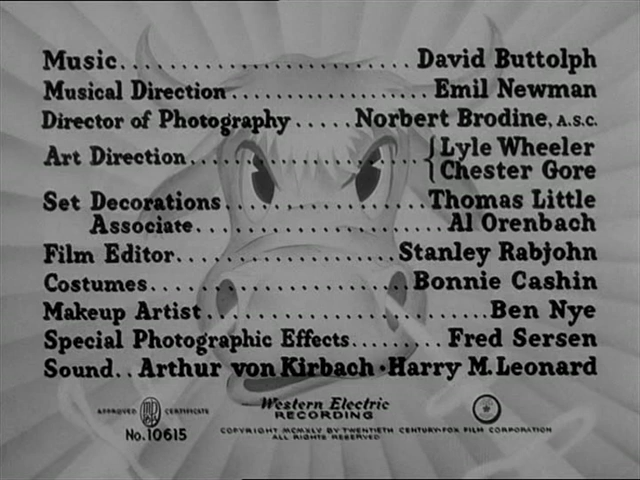 Music........................David Buttolph
Musical Direction..................Emil Newman
Director of Photography.....Norbert Brodine, A.S.C.
Art Direction....................{Lyle Wheeler
Chester Gore
Set Decorations..................Thomas Little
Associate......................Al Orenbach
Film Editor...................Stanley Rabjohn
Costumes......................Bonnie Cashin
Makeup Artist........................Ben Nye
Special Photographic Effects........Fred Sersen
Sound..Arthur von Kirbach·Harry M. Leonard
APPROVED CERTIFICATE
No. 10615
Western Electric
RECORDING
COPYRIGHT MCMXLV BY TWENTIETH CENTURY-FOX FILM CORPORATION
ALL RIGHTS RESERVED